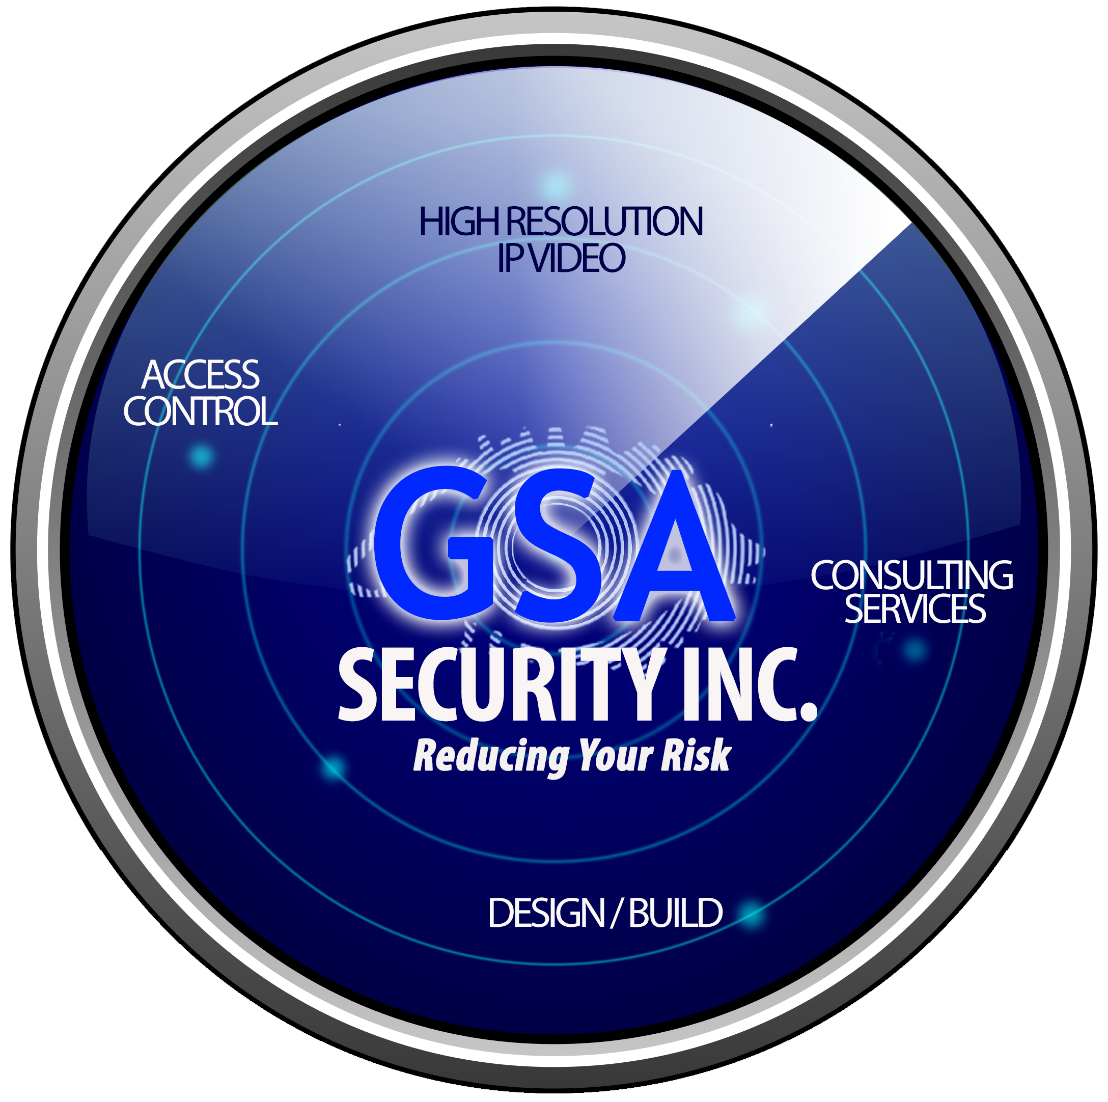 HIGH RESOLUTION
IP VIDEO
ACCESS
CONTROL
GSA
CONSULTING
SERVICES
SECURITY INC.
Reducing Your Risk
DESIGN / BUILD